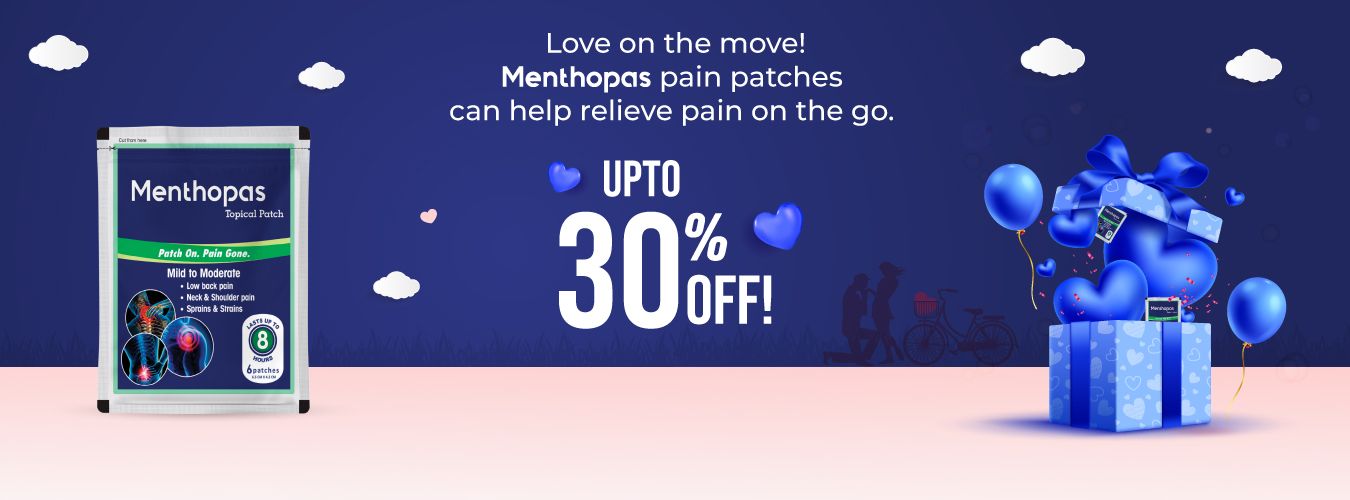 Love on the move!
Menthopas pain patches
can help relieve pain on the go.
UPTO
30%
OFF!
Cut from here
Menthopas
Topical Patch
Patch On. Pain Gone.
Mild to Moderate
• Low back pain
• Neck & Shoulder pain
• Sprains & Strains
LASTS UP TO
8
HOURS
6 patches
Menthopas
Menthopas